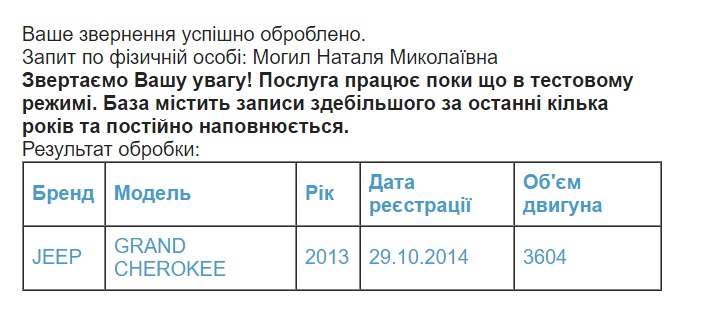 Ваше звернення успішно оброблено.
Запит по фізичній особі: Могил Наталя Миколаївна
Звертаємо Вашу увагу! Послуга працює поки що в тестовому
режимі. База містить записи здебільшого за останні кілька
років та постійно наповнюється.
Результат обробки:
Бренд Модель Рік Дата реєстрації Об'єм двигуна
JEEP GRAND CHEROKEE 2013 29.10.2014 3604